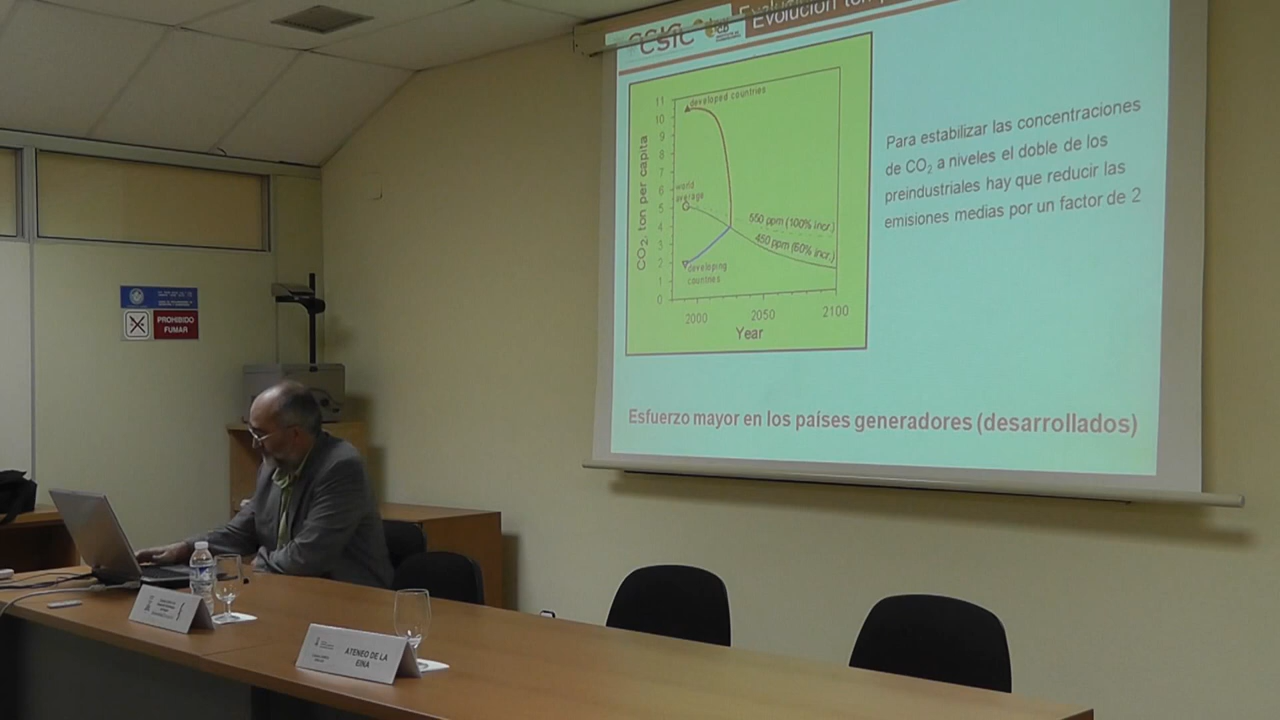 CSIC
Evolución
11
10
9
8
7
6
5
4
3
2
1
0
CO2, ton per capita
developed countries
world
average
550 ppm (100% incr.)
450 ppm (60% incr.)
developing
countries
2000 2050 2100
Year
Para estabilizar las concentraciones
de CO2 a niveles el doble de los
preindustriales hay que reducir las
emisiones medias por un factor de 2
Esfuerzo mayor en los países generadores (desarrollados)
PROHIBIDO
FUMAR
ATENEO DE LA
EINA